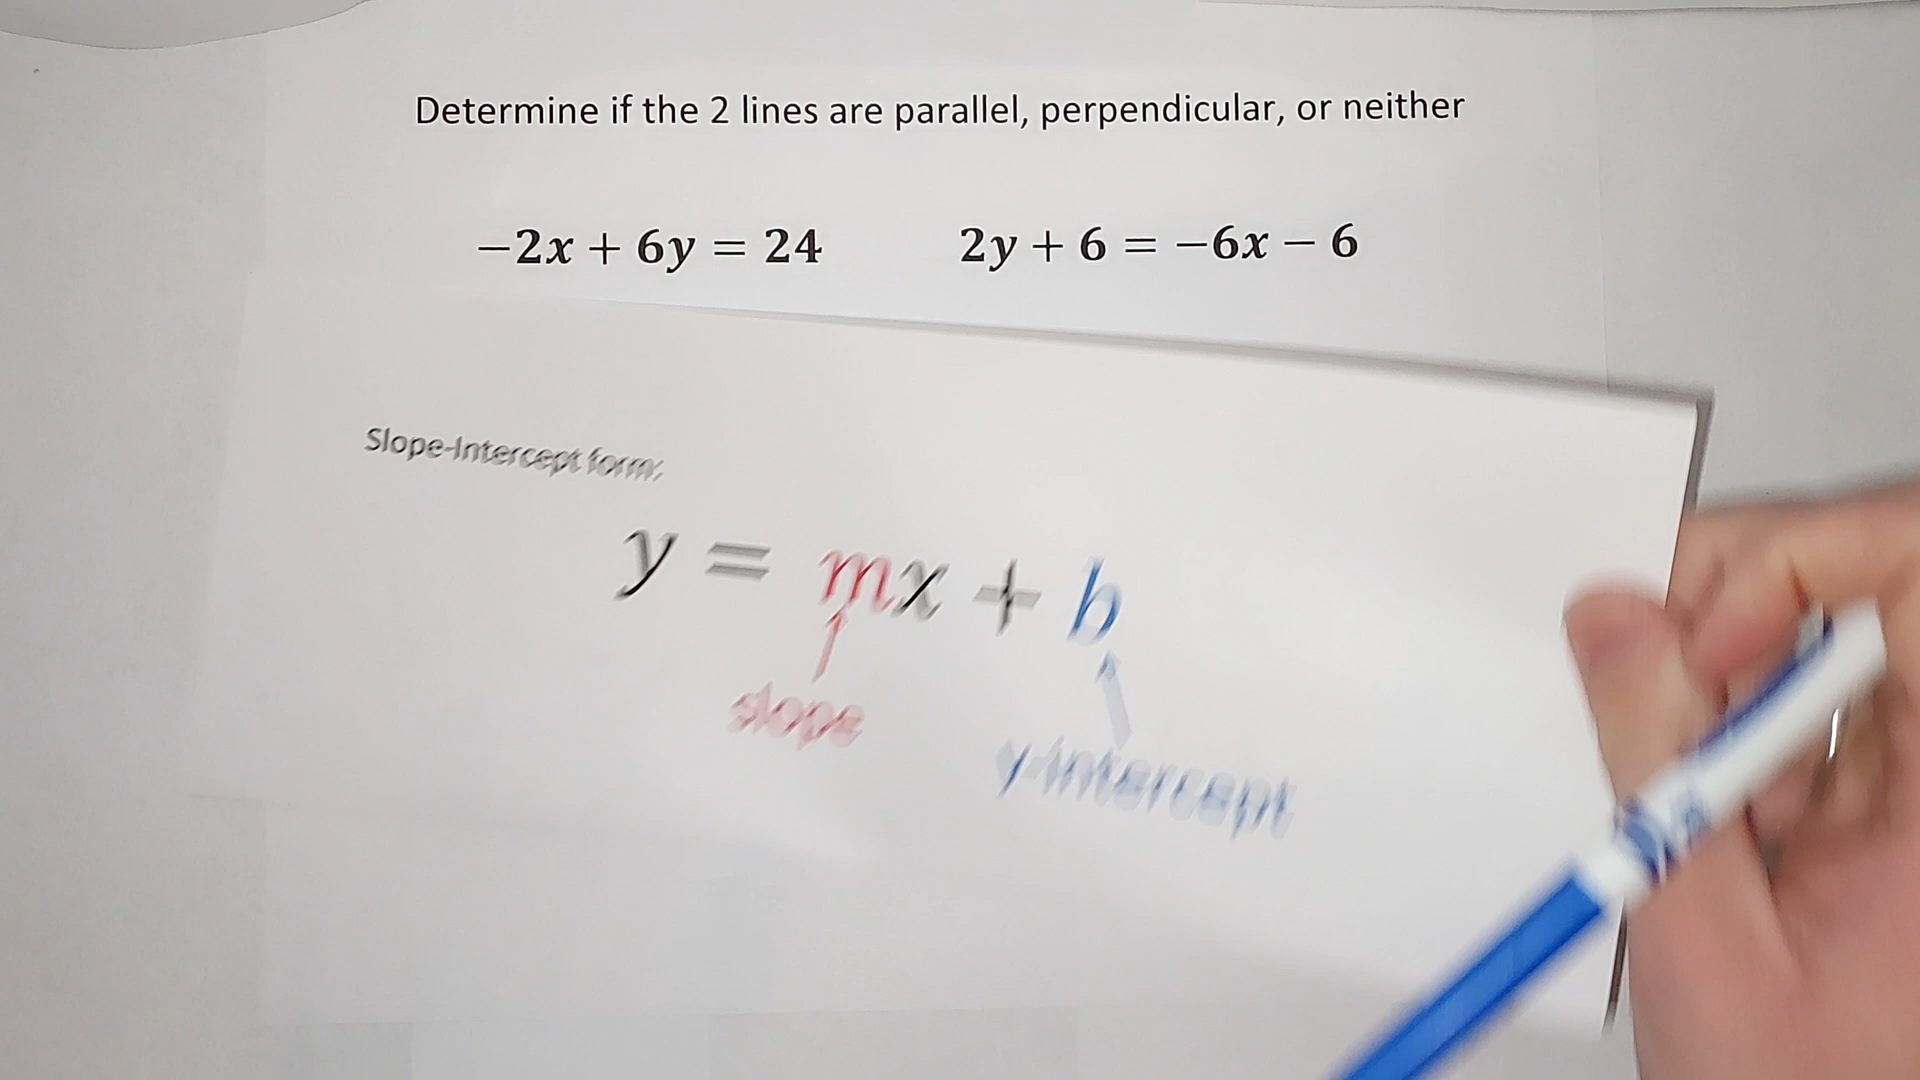 Determine if the 2 lines are parallel, perpendicular, or neither
−2x + 6y = 24 2y + 6 = −6x − 6
Slope-Intercept form:
y = mx + b
slope
y-intercept